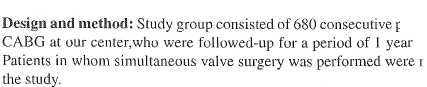 Design and method: Study group consisted of 680 consecutive
CABG at our center,who were followed-up for a period of 1 year
Patients in whom simultaneous valve surgery was performed were
the study.